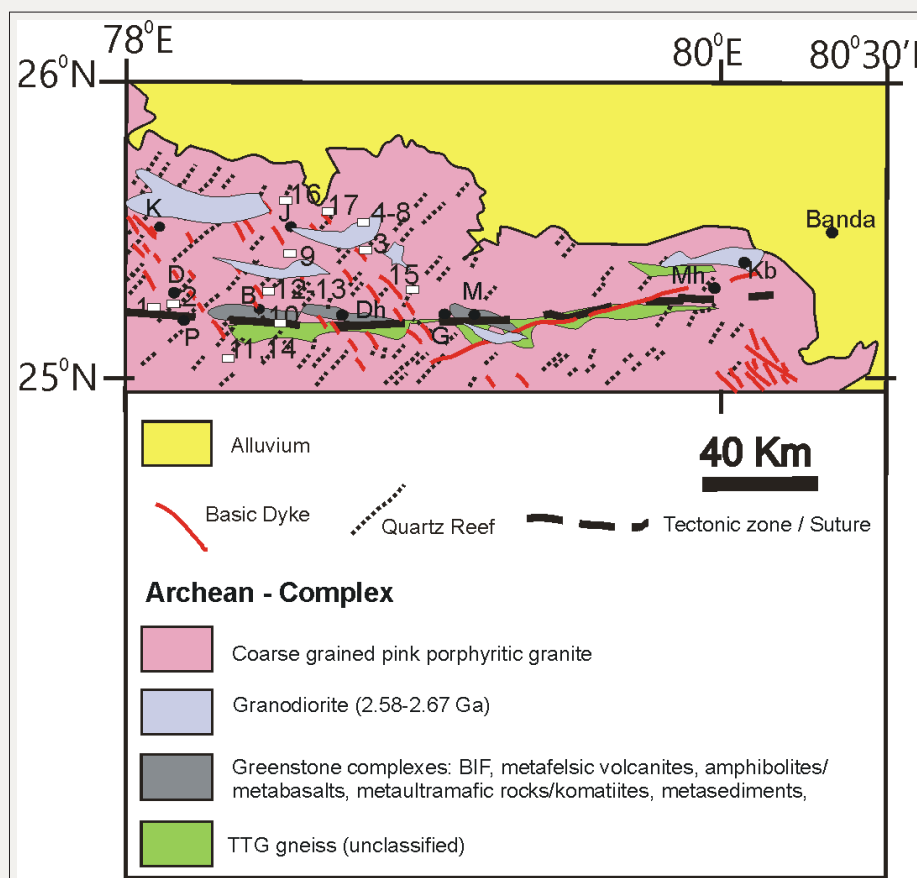 78⁰E
80⁰E
80⁰30'
26⁰N
16
17
4-8
K
J
3
Banda
9
Kb
15
Mh
D
12-13
B
M
1
2
Dh
10
P
G
11,14
25⁰N
Alluvium
40 Km
Basic Dyke
Quartz Reef
Tectonic zone / Suture
Archean - Complex
Coarse grained pink porphyritic granite
Granodiorite (2.58-2.67 Ga)
Greenstone complexes: BIF, metafelsic volcanites, amphibolites/
metabasalts, metaultramafic rocks/komatiites, metasediments,
TTG gneiss (unclassified)